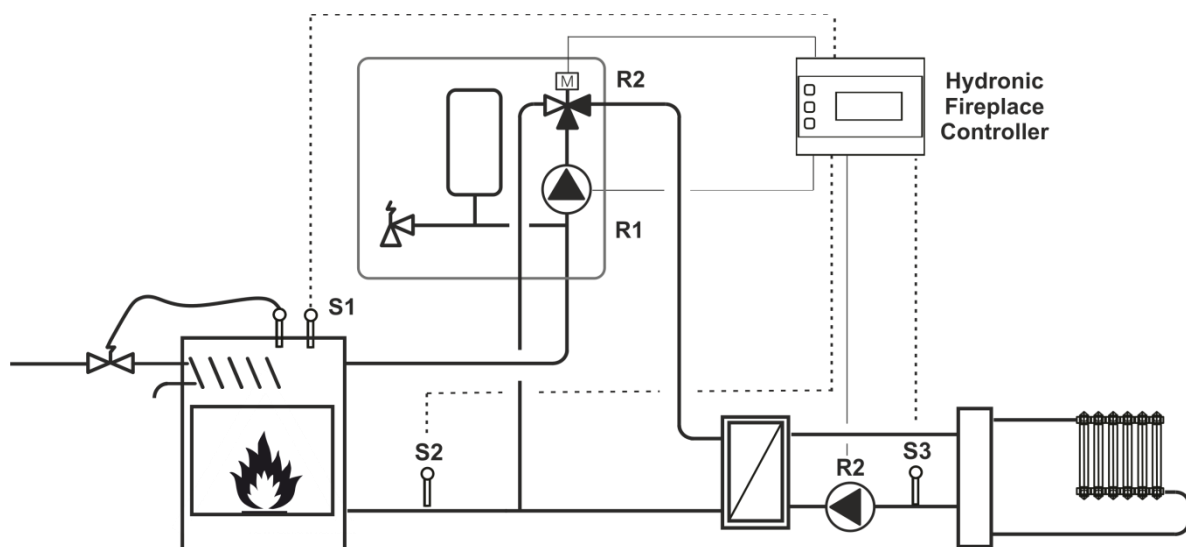 M
R2
Hydronic
Fireplace
Controller
R1
S1
S2
R2
S3